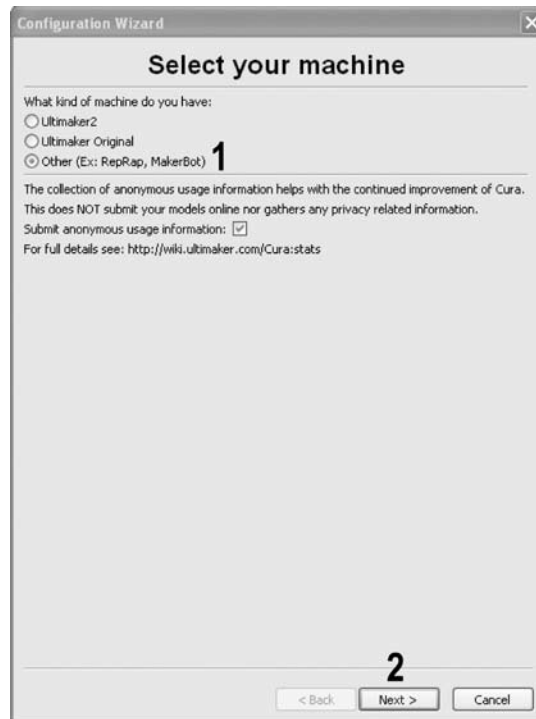 Configuration Wizard
Select your machine
What kind of machine do you have:
Ultimaker2
Ultimaker Original
Other (Ex: RepRap, MakerBot) 1
The collection of anonymous usage information helps with the continued improvement of Cura.
This does NOT submit your models online nor gathers any privacy related information.
Submit anonymous usage information:
For full details see: http://wiki.ultimaker.com/Cura:stats
2
< Back Next > Cancel